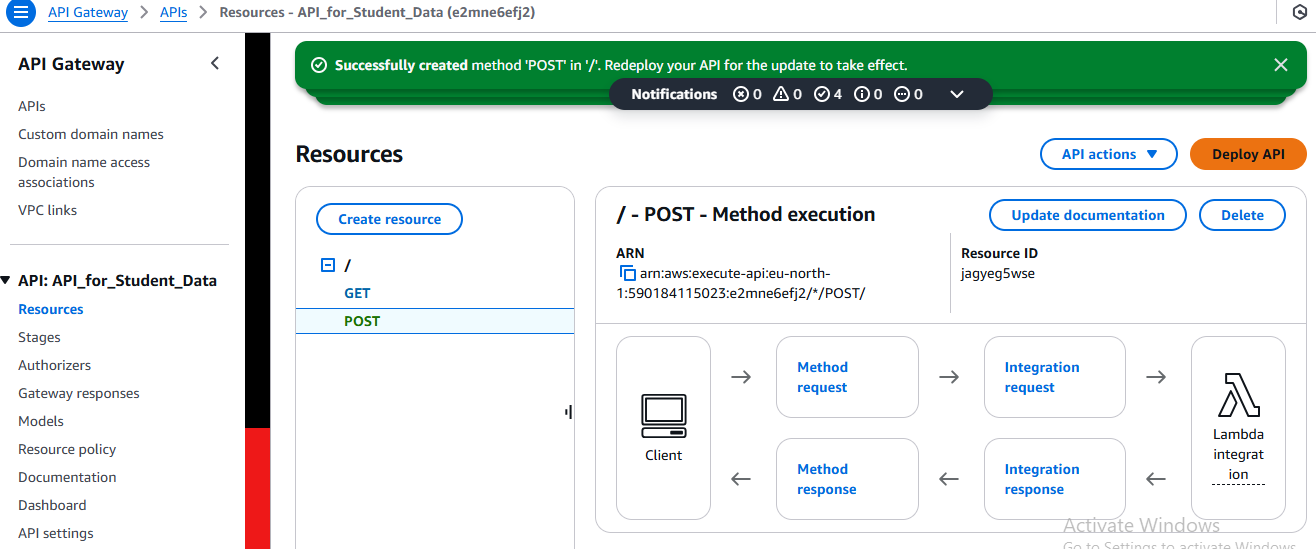 API Gateway > APIs > Resources - API_for_Student_Data (e2mne6efj2)
API Gateway
APIs
Custom domain names
Domain name access
associations
VPC links
API: API_for_Student_Data
Resources
Stages
Authorizers
Gateway responses
Models
Resource policy
Documentation
Dashboard
API settings
Successfully created method 'POST' in '/'. Redeploy your API for the update to take effect.
Notifications 0 0 4 0 0
Resources
API actions
Deploy API
Create resource
/
GET
POST
/ - POST - Method execution
Update documentation
Delete
ARN
arn:aws:execute-api:eu-north-
1:590184115023:e2mne6efj2/*/POST/
Resource ID
jagyeg5wse
Client
Method
request
Integration
request
Method
response
Integration
response
Lambda
integrat
ion
Activate Windows
Go to Settings to activate Windows.